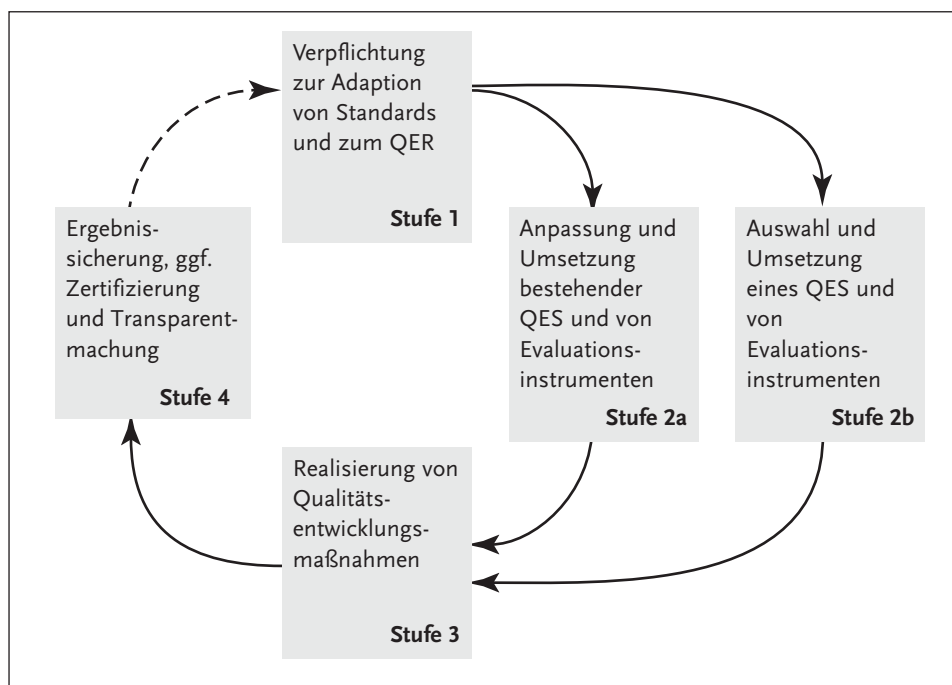 Verpflichtung
zur Adaption
von Standards
und zum QER
Stufe 1
Anpassung und
Umsetzung
bestehender
QES und von
Evaluations-
instrumenten
Stufe 2a
Auswahl und
Umsetzung
eines QES und
von
Evaluations-
instrumenten
Stufe 2b
Realisierung von
Qualitäts-
entwicklungs-
maßnahmen
Stufe 3
Ergebnis-
sicherung, ggf.
Zertifizierung
und Transparent-
machung
Stufe 4